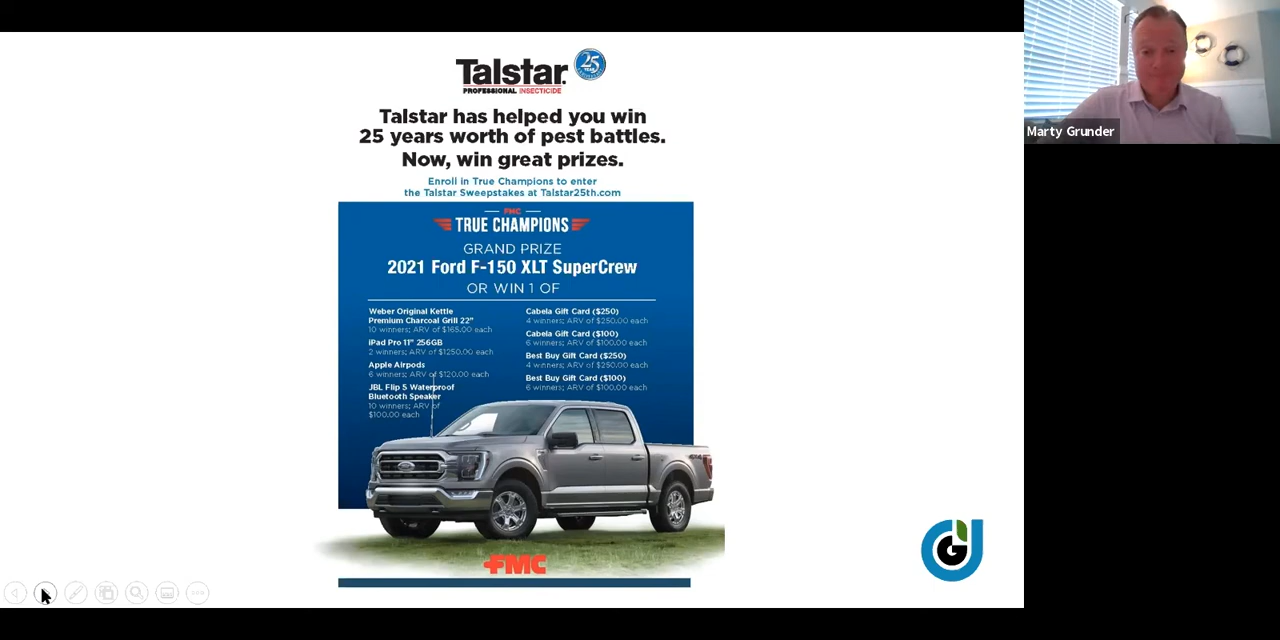 Talstar
25
PROFESSIONAL INSECTICIDE
Talstar has helped you win
25 years worth of pest battles.
Now, win great prizes.
Enroll in True Champions to enter
the Talstar Sweepstakes at Talstar25th.com
FMC
TRUE CHAMPIONS
GRAND PRIZE
2021 Ford F-150 XLT SuperCrew
OR WIN 1 OF
Weber Original Kettle
Premium Charcoal Grill 22"
10 winners; ARV of $165.00 each
iPad Pro 11" 256GB
2 winners; ARV of $1250.00 each
Apple Airpods
6 winners; ARV of $120.00 each
JBL Flip 5 Waterproof
Bluetooth Speaker
10 winners; ARV of
$100.00 each
Cabela Gift Card ($250)
4 winners; ARV of $250.00 each
Cabela Gift Card ($100)
6 winners; ARV of $100.00 each
Best Buy Gift Card ($250)
4 winners; ARV of $250.00 each
Best Buy Gift Card ($100)
6 winners; ARV of $100.00 each
FMC
G
Marty Grunder